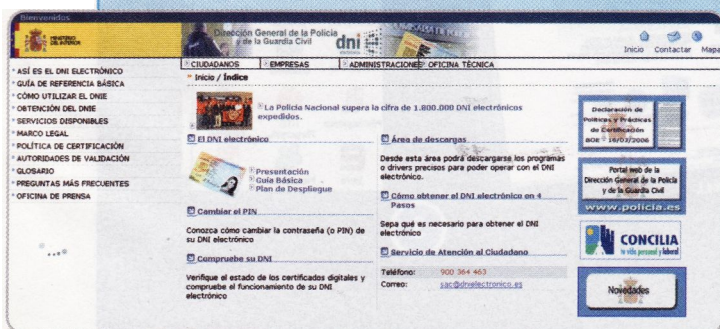 Bienvenidos
MINISTERIO
DEL INTERIOR
Dirección General de la Policía
y de la Guardia Civil
dni
Inicio Contactar Mapa
CIUDADANOS EMPRESAS ADMINISTRACIONES OFICINA TÉCNICA
ASÍ ES EL DNI ELECTRÓNICO
GUÍA DE REFERENCIA BÁSICA
CÓMO UTILIZAR EL DNIE
OBTENCIÓN DEL DNIE
SERVICIOS DISPONIBLES
MARCO LEGAL
POLÍTICA DE CERTIFICACIÓN
AUTORIDADES DE VALIDACIÓN
GLOSARIO
PREGUNTAS MÁS FRECUENTES
OFICINA DE PRENSA
Inicio / Índice
La Policía Nacional supera la cifra de 1.800.000 DNI electrónicos
expedidos.
El DNI electrónico
Presentación
Guía Básica
Plan de Despliegue
Cambiar el PIN
Conozca cómo cambiar la contraseña (o PIN) de
su DNI electrónico
Compruebe su DNI
Verifique el estado de los certificados digitales y
compruebe el funcionamiento de su DNI
electrónico
Área de descargas
Desde esta área podrá descargarse los programas
o drivers precisos para poder operar con el DNI
electrónico.
Cómo obtener el DNI electrónico en 4
Pasos
Sepa qué es necesario para obtener el DNI
electrónico
Servicio de Atención al Ciudadano
Teléfono: 900 364 463
Correo: sac@dnielectronico.es
Declaración de
Políticas y Prácticas
de Certificación
BOE 16/03/2006
Portal web de la
Dirección General de la Policía
y de la Guardia Civil
www.policia.es
CONCILIA
tu vida personal y laboral
Novedades